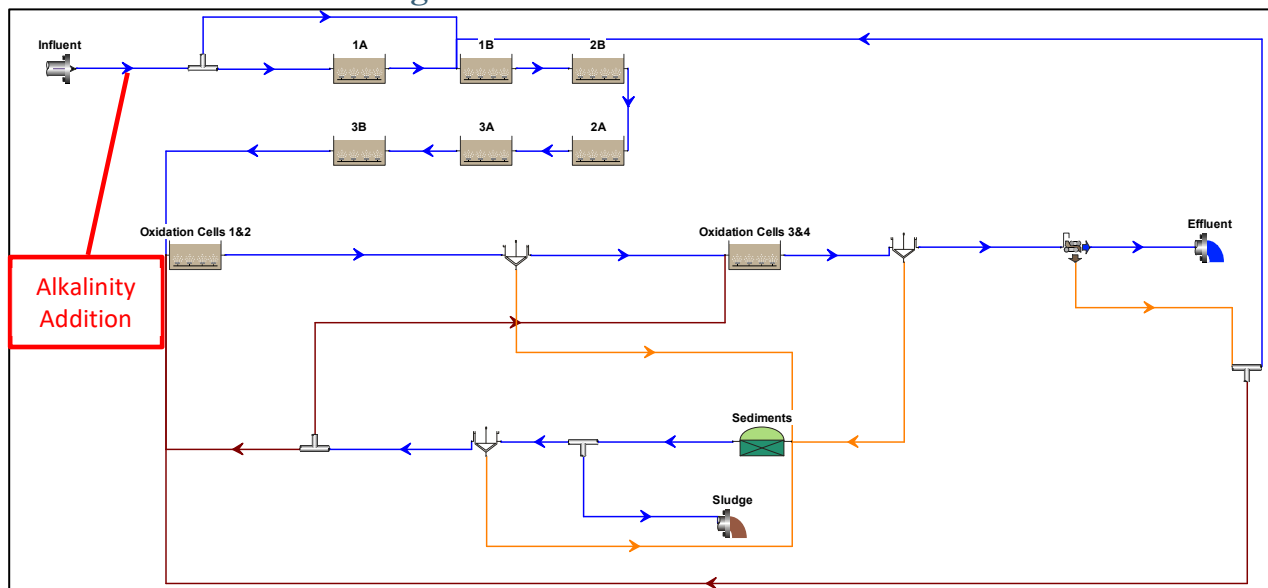 Influent
1A
1B
2B
3B
3A
2A
Oxidation Cells 1&2
Oxidation Cells 3&4
Effluent
Alkalinity
Addition
Sediments
Sludge